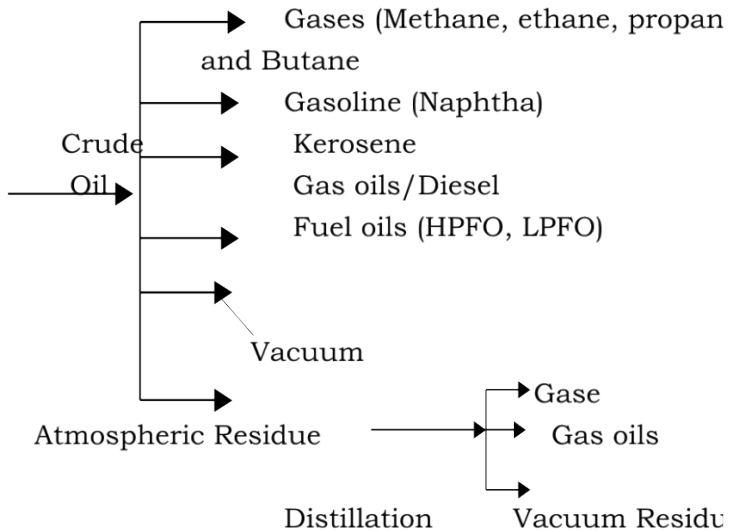 Gases (Methane, ethane, propan
and Butane
Gasoline (Naphtha)
Crude
Kerosene
Oil
Gas oils/Diesel
Fuel oils (HPFO, LPFO)
Vacuum
Gase
Atmospheric Residue
Gas oils
Distillation
Vacuum Resid